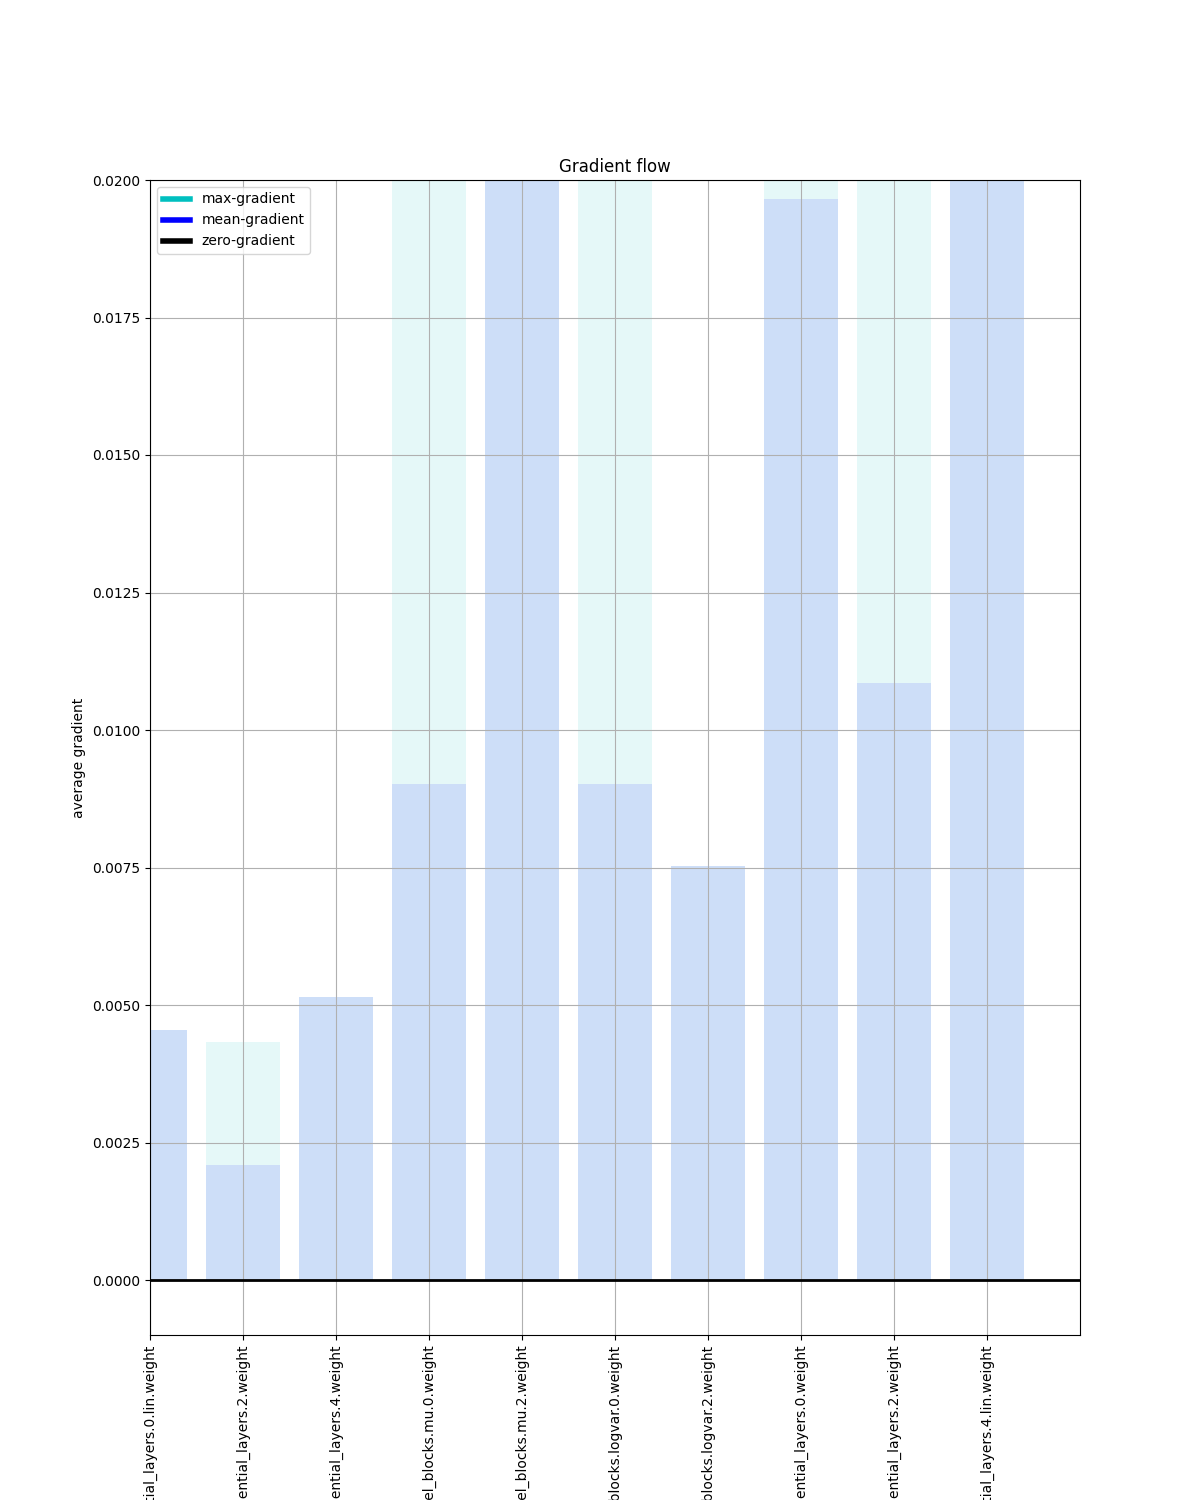 Gradient flow
max-gradient
mean-gradient
zero-gradient
0.0200
0.0175
0.0150
0.0125
0.0100
0.0075
0.0050
0.0025
0.0000
average gradient
tial_layers.0.lin.weight
ential_layers.2.weight
ential_layers.4.weight
el_blocks.mu.0.weight
el_blocks.mu.2.weight
blocks.logvar.0.weight
blocks.logvar.2.weight
ential_layers.0.weight
ential_layers.2.weight
tial_layers.4.lin.weight